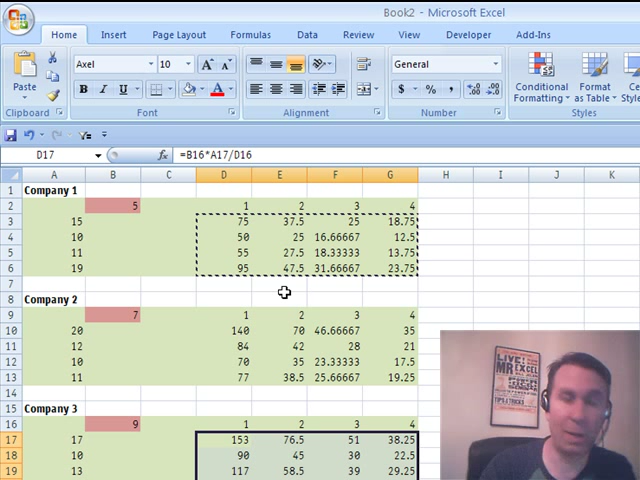 Book2 - Microsoft Excel
Home Insert Page Layout Formulas Data Review View Developer Add-Ins
Paste
Axel 10
General
Conditional Formatting
Format as Table
Ce
Styl
Clipboard Font Alignment Number Styles
D17 fx =B16*A17/D16
A B C D E F G H I J K
1 Company 1
2 5 1 2 3 4
3 15 75 37.5 25 18.75
4 10 50 25 16.66667 12.5
5 11 55 27.5 18.33333 13.75
6 19 95 47.5 31.66667 23.75
7
8 Company 2
9 7 1 2 3 4
10 20 140 70 46.66667 35
11 12 84 42 28 21
12 10 70 35 23.33333 17.5
13 11 77 38.5 25.66667 19.25
14
15 Company 3
16 9 1 2 3 4
17 17 153 76.5 51 38.25
18 10 90 45 30 22.5
19 13 117 58.5 39 29.25
LIVE!
MR EXCEL
TIPS & TRICKS